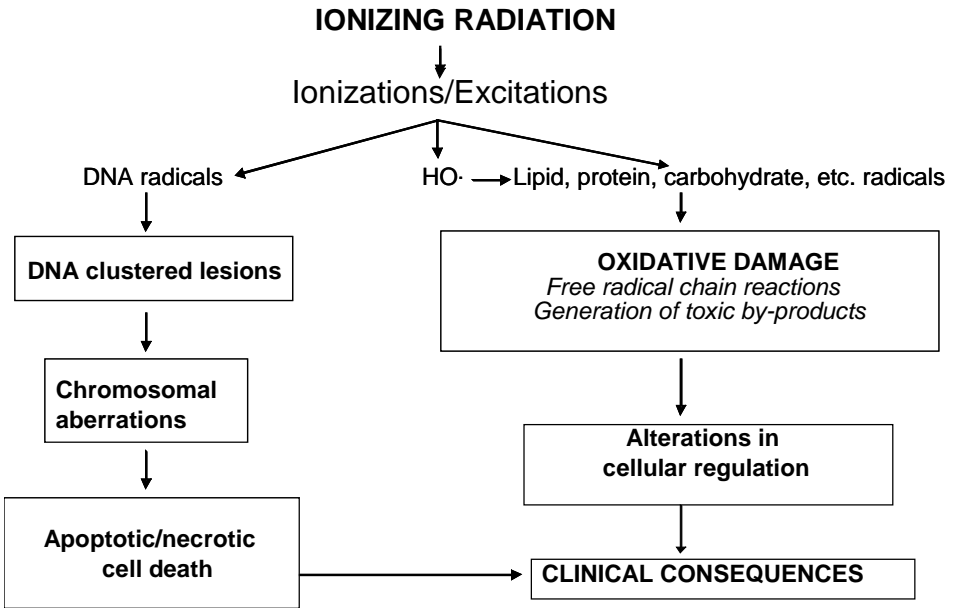 IONIZING RADIATION
Ionizations/Excitations
DNA radicals
HO· Lipid, protein, carbohydrate, etc. radicals
DNA clustered lesions
OXIDATIVE DAMAGE
Free radical chain reactions
Generation of toxic by-products
Chromosomal
aberrations
Alterations in
cellular regulation
Apoptotic/necrotic
cell death
CLINICAL CONSEQUENCES